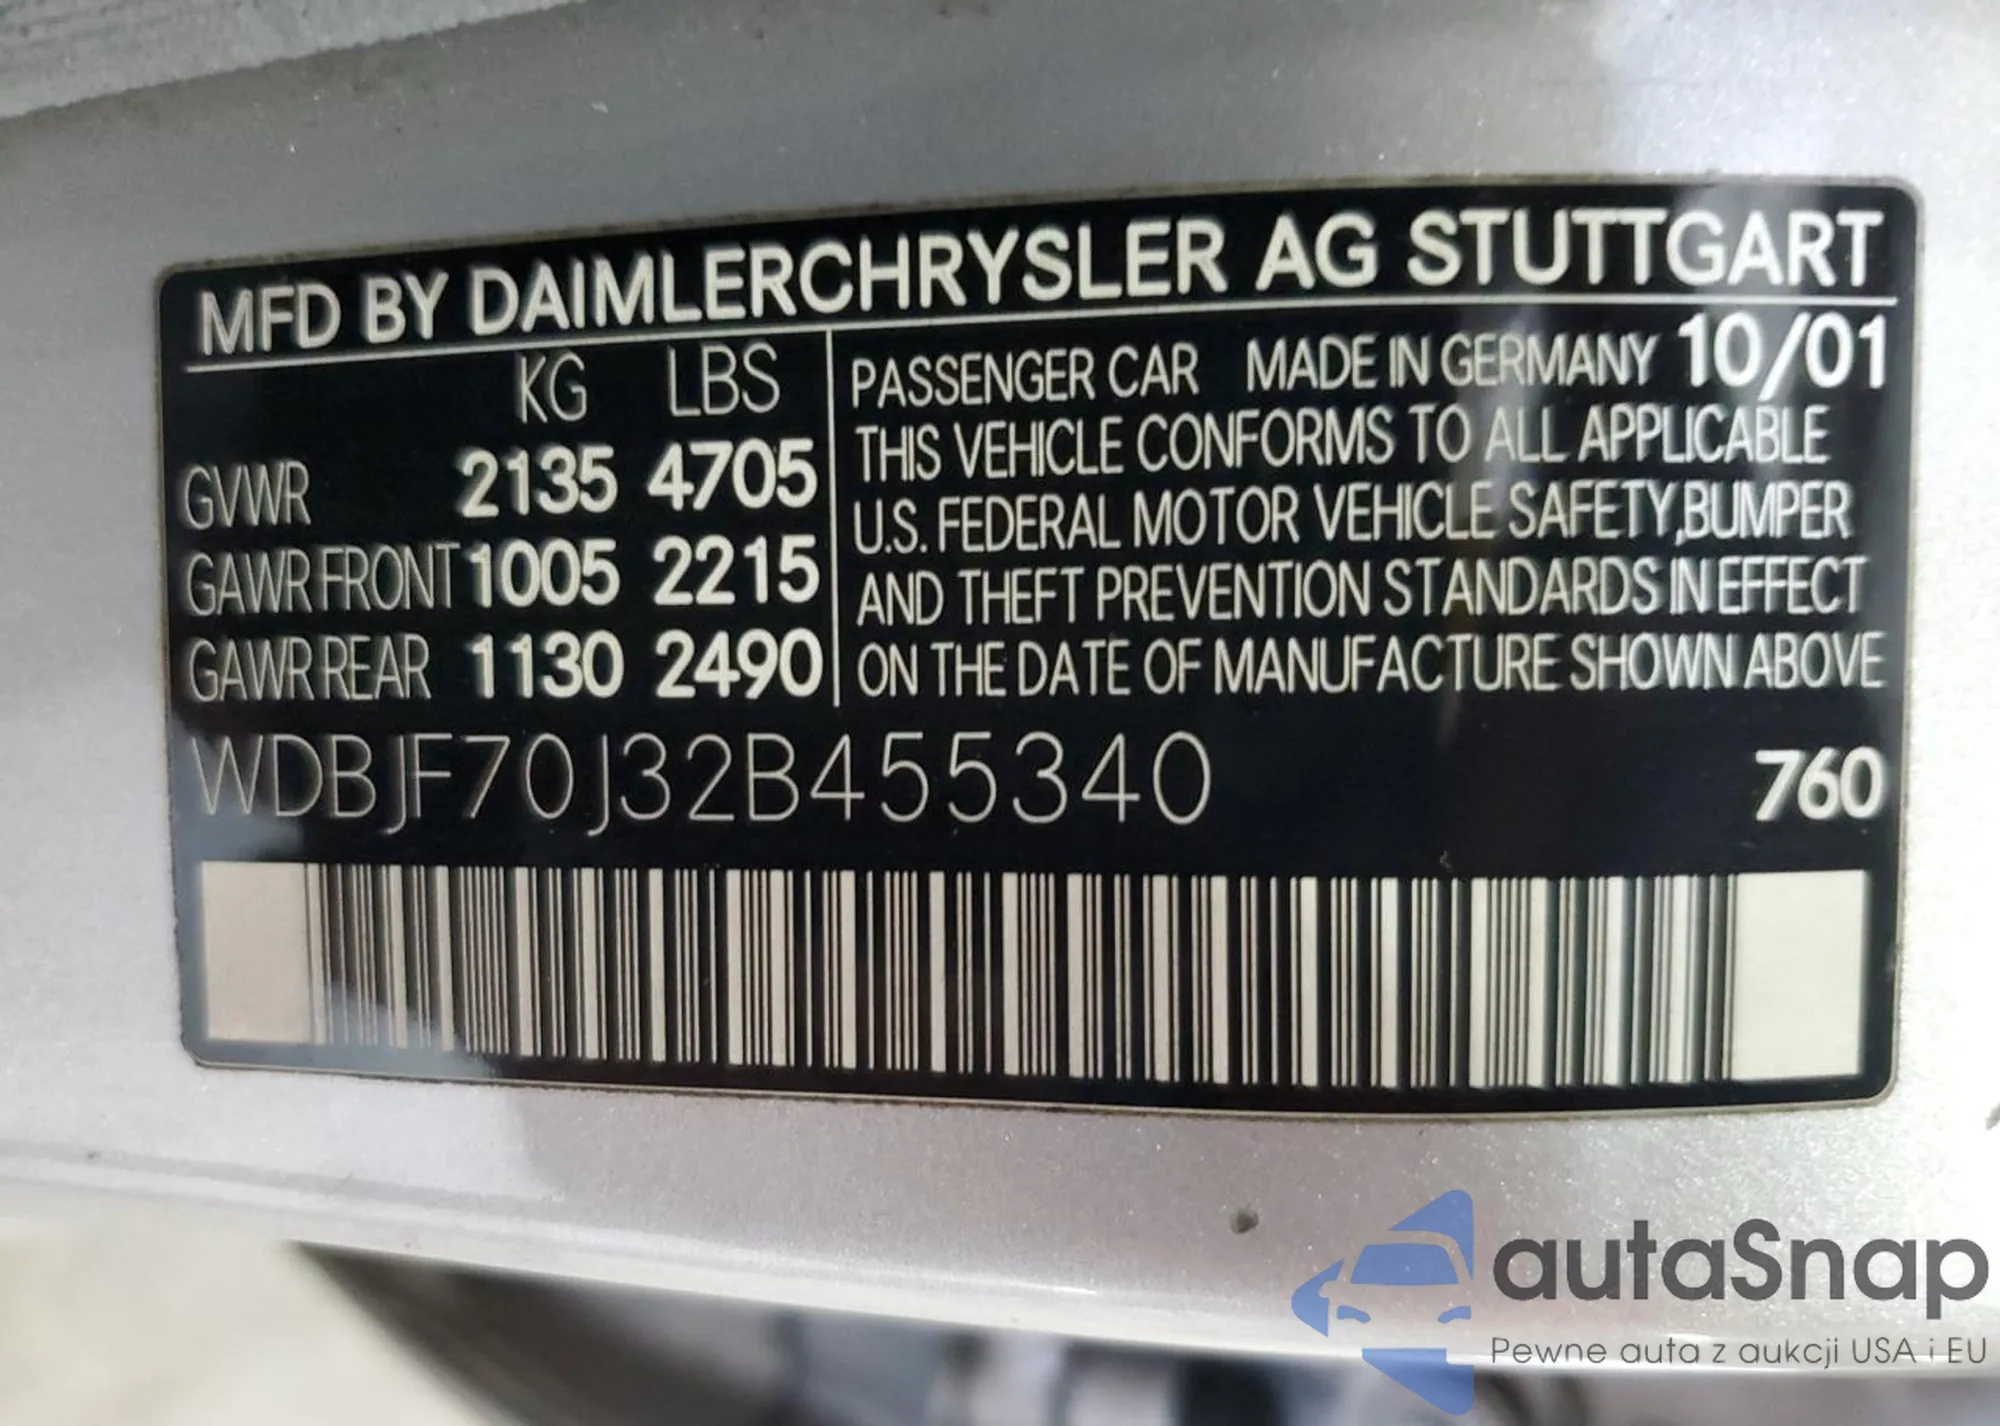 MFD BY DAIMLERCHRYSLER AG STUTTGART
KG LBS
GVWR 2135 4705
GAWR FRONT 1005 2215
GAWR REAR 1130 2490
PASSENGER CAR MADE IN GERMANY 10/01
THIS VEHICLE CONFORMS TO ALL APPLICABLE
U.S. FEDERAL MOTOR VEHICLE SAFETY,BUMPER
AND THEFT PREVENTION STANDARDS IN EFFECT
ON THE DATE OF MANUFACTURE SHOWN ABOVE
WDBJF70J32B455340 760
autaSnap
Pewne auta z aukcji USA i EU